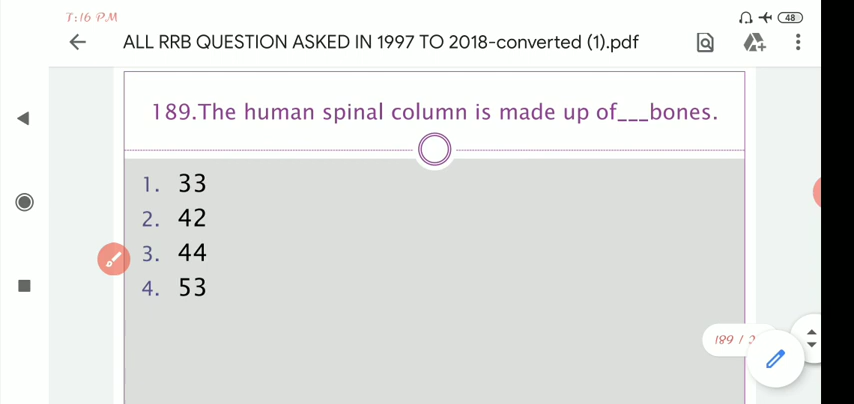 7:16 PM
48
ALL RRB QUESTION ASKED IN 1997 TO 2018-converted (1).pdf
189.The human spinal column is made up of___bones.
1. 33
2. 42
3. 44
4. 53
189 / 2